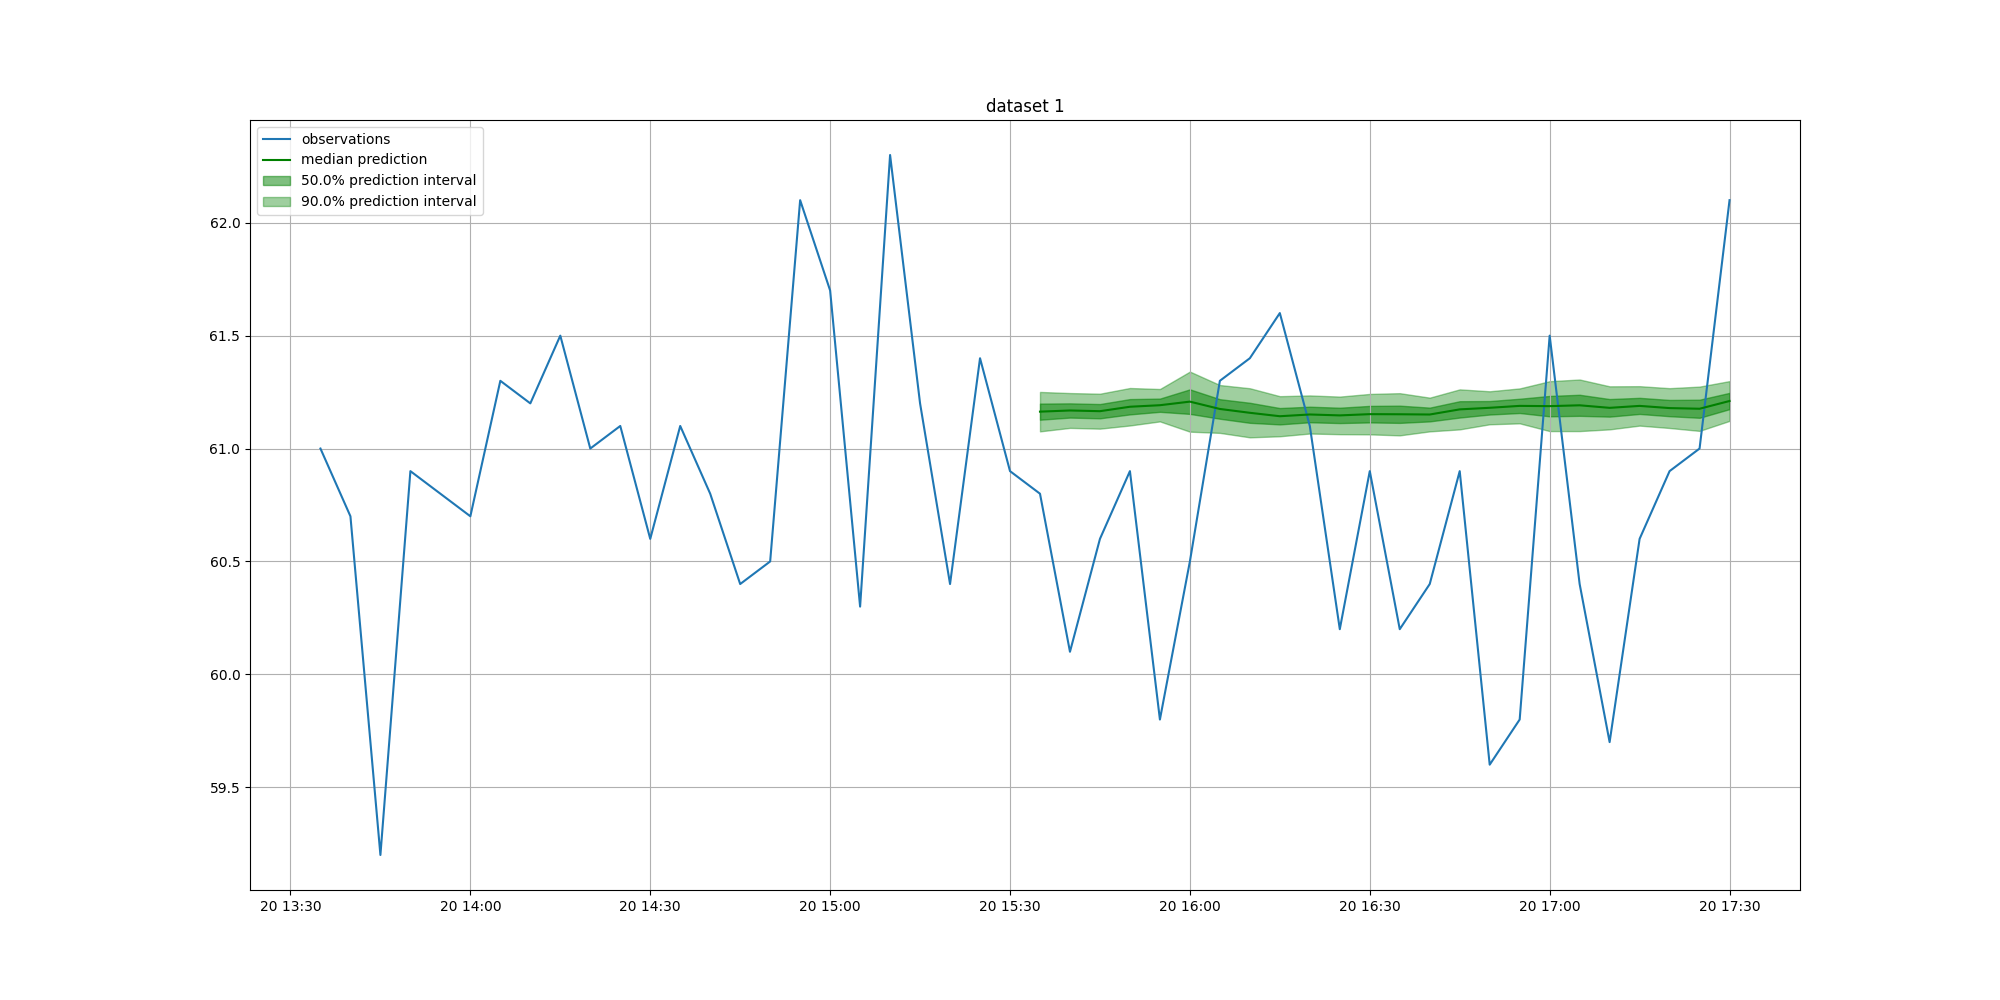 dataset 1
observations
median prediction
50.0% prediction interval
90.0% prediction interval
62.0
61.5
61.0
60.5
60.0
59.5
20 13:30 20 14:00 20 14:30 20 15:00 20 15:30 20 16:00 20 16:30 20 17:00 20 17:30